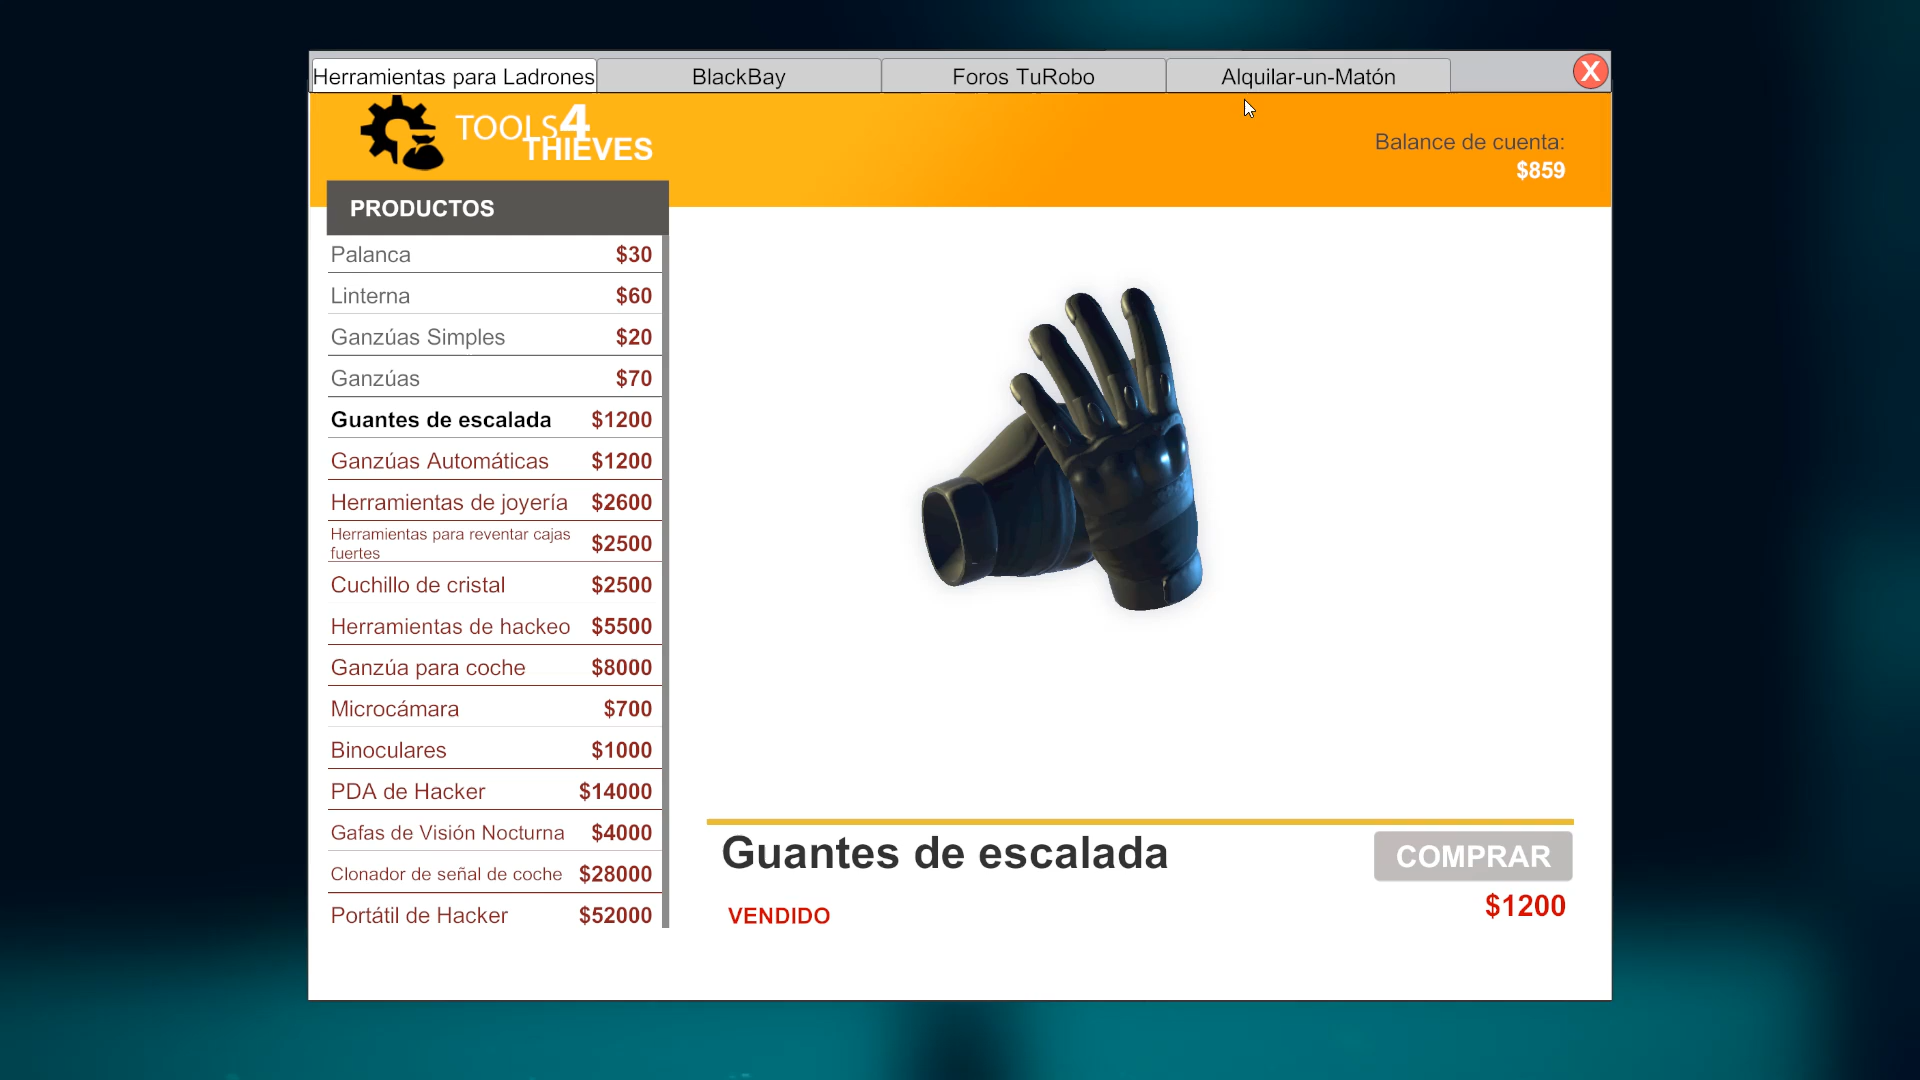 Herramientas para Ladrones
BlackBay
Foros TuRobo
Alquilar-un-Matón
X
TOOLS4
THIEVES
Balance de cuenta:
$859
PRODUCTOS
Palanca $30
Linterna $60
Ganzúas Simples $20
Ganzúas $70
Guantes de escalada $1200
Ganzúas Automáticas $1200
Herramientas de joyería $2600
Herramientas para reventar cajas
fuertes $2500
Cuchillo de cristal $2500
Herramientas de hackeo $5500
Ganzúa para coche $8000
Microcámara $700
Binoculares $1000
PDA de Hacker $14000
Gafas de Visión Nocturna $4000
Clonador de señal de coche $28000
Portátil de Hacker $52000
Guantes de escalada
COMPRAR
VENDIDO
$1200